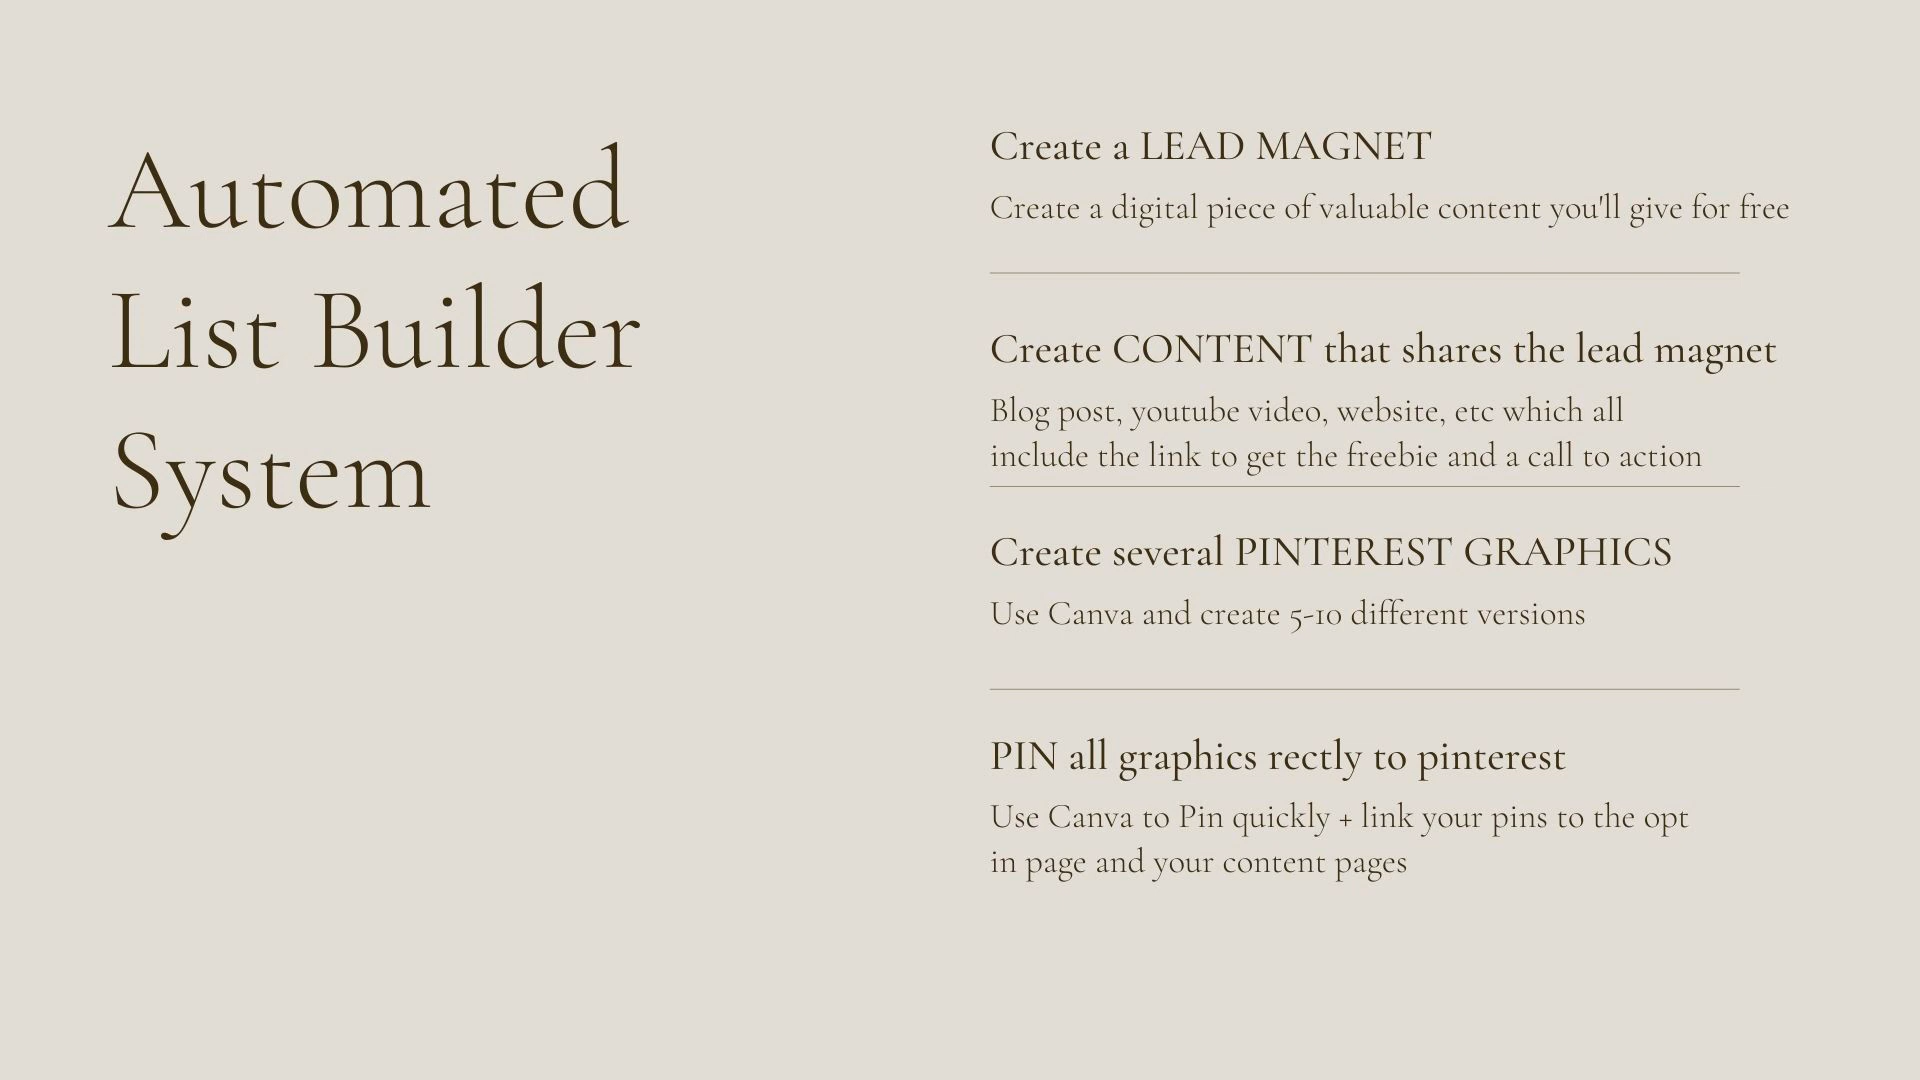 Automated
List Builder
System
Create a LEAD MAGNET
Create a digital piece of valuable content you'll give for free
Create CONTENT that shares the lead magnet
Blog post, youtube video, website, etc which all
include the link to get the freebie and a call to action
Create several PINTEREST GRAPHICS
Use Canva and create 5-10 different versions
PIN all graphics rectly to pinterest
Use Canva to Pin quickly + link your pins to the opt
in page and your content pages